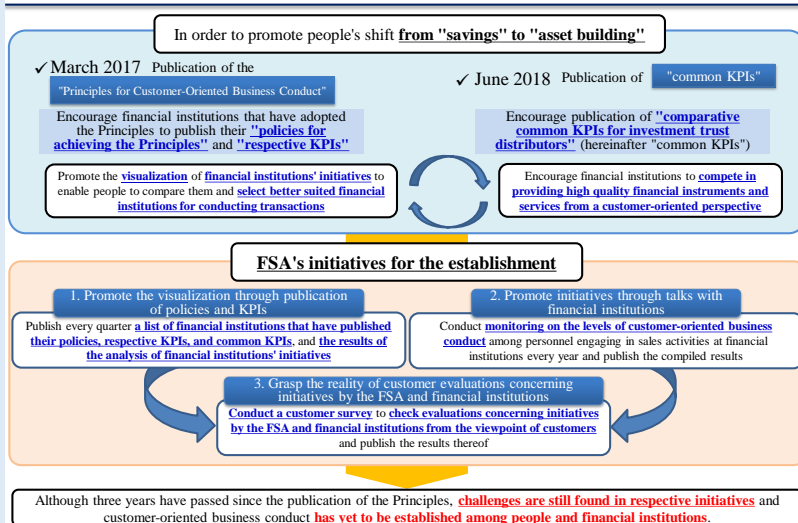 In order to promote people's shift from "savings" to "asset building"
✓ March 2017 Publication of the
"Principles for Customer-Oriented Business Conduct"
Encourage financial institutions that have adopted
the Principles to publish their "policies for
achieving the Principles" and "respective KPIs"
Promote the visualization of financial institutions' initiatives to
enable people to compare them and select better suited financial
institutions for conducting transactions
✓ June 2018 Publication of "common KPIs"
Encourage publication of "comparative
common KPIs for investment trust
distributors" (hereinafter "common KPIs")
Encourage financial institutions to compete in
providing high quality financial instruments and
services from a customer-oriented perspective
FSA's initiatives for the establishment
1. Promote the visualization through publication
of policies and KPIs
Publish every quarter a list of financial institutions that have published
their policies, respective KPIs, and common KPIs, and the results
of the analysis of financial institutions' initiatives
2. Promote initiatives through talks with
financial institutions
Conduct monitoring on the levels of customer-oriented business
conduct among personnel engaging in sales activities at financial
institutions every year and publish the compiled results
3. Grasp the reality of customer evaluations concerning
initiatives by the FSA and financial institutions
Conduct a customer survey to check evaluations concerning initiatives
by the FSA and financial institutions from the viewpoint of customers
and publish the results thereof
Although three years have passed since the publication of the Principles, challenges are still found in respective initiatives and
customer-oriented business conduct has yet to be established among people and financial institutions.